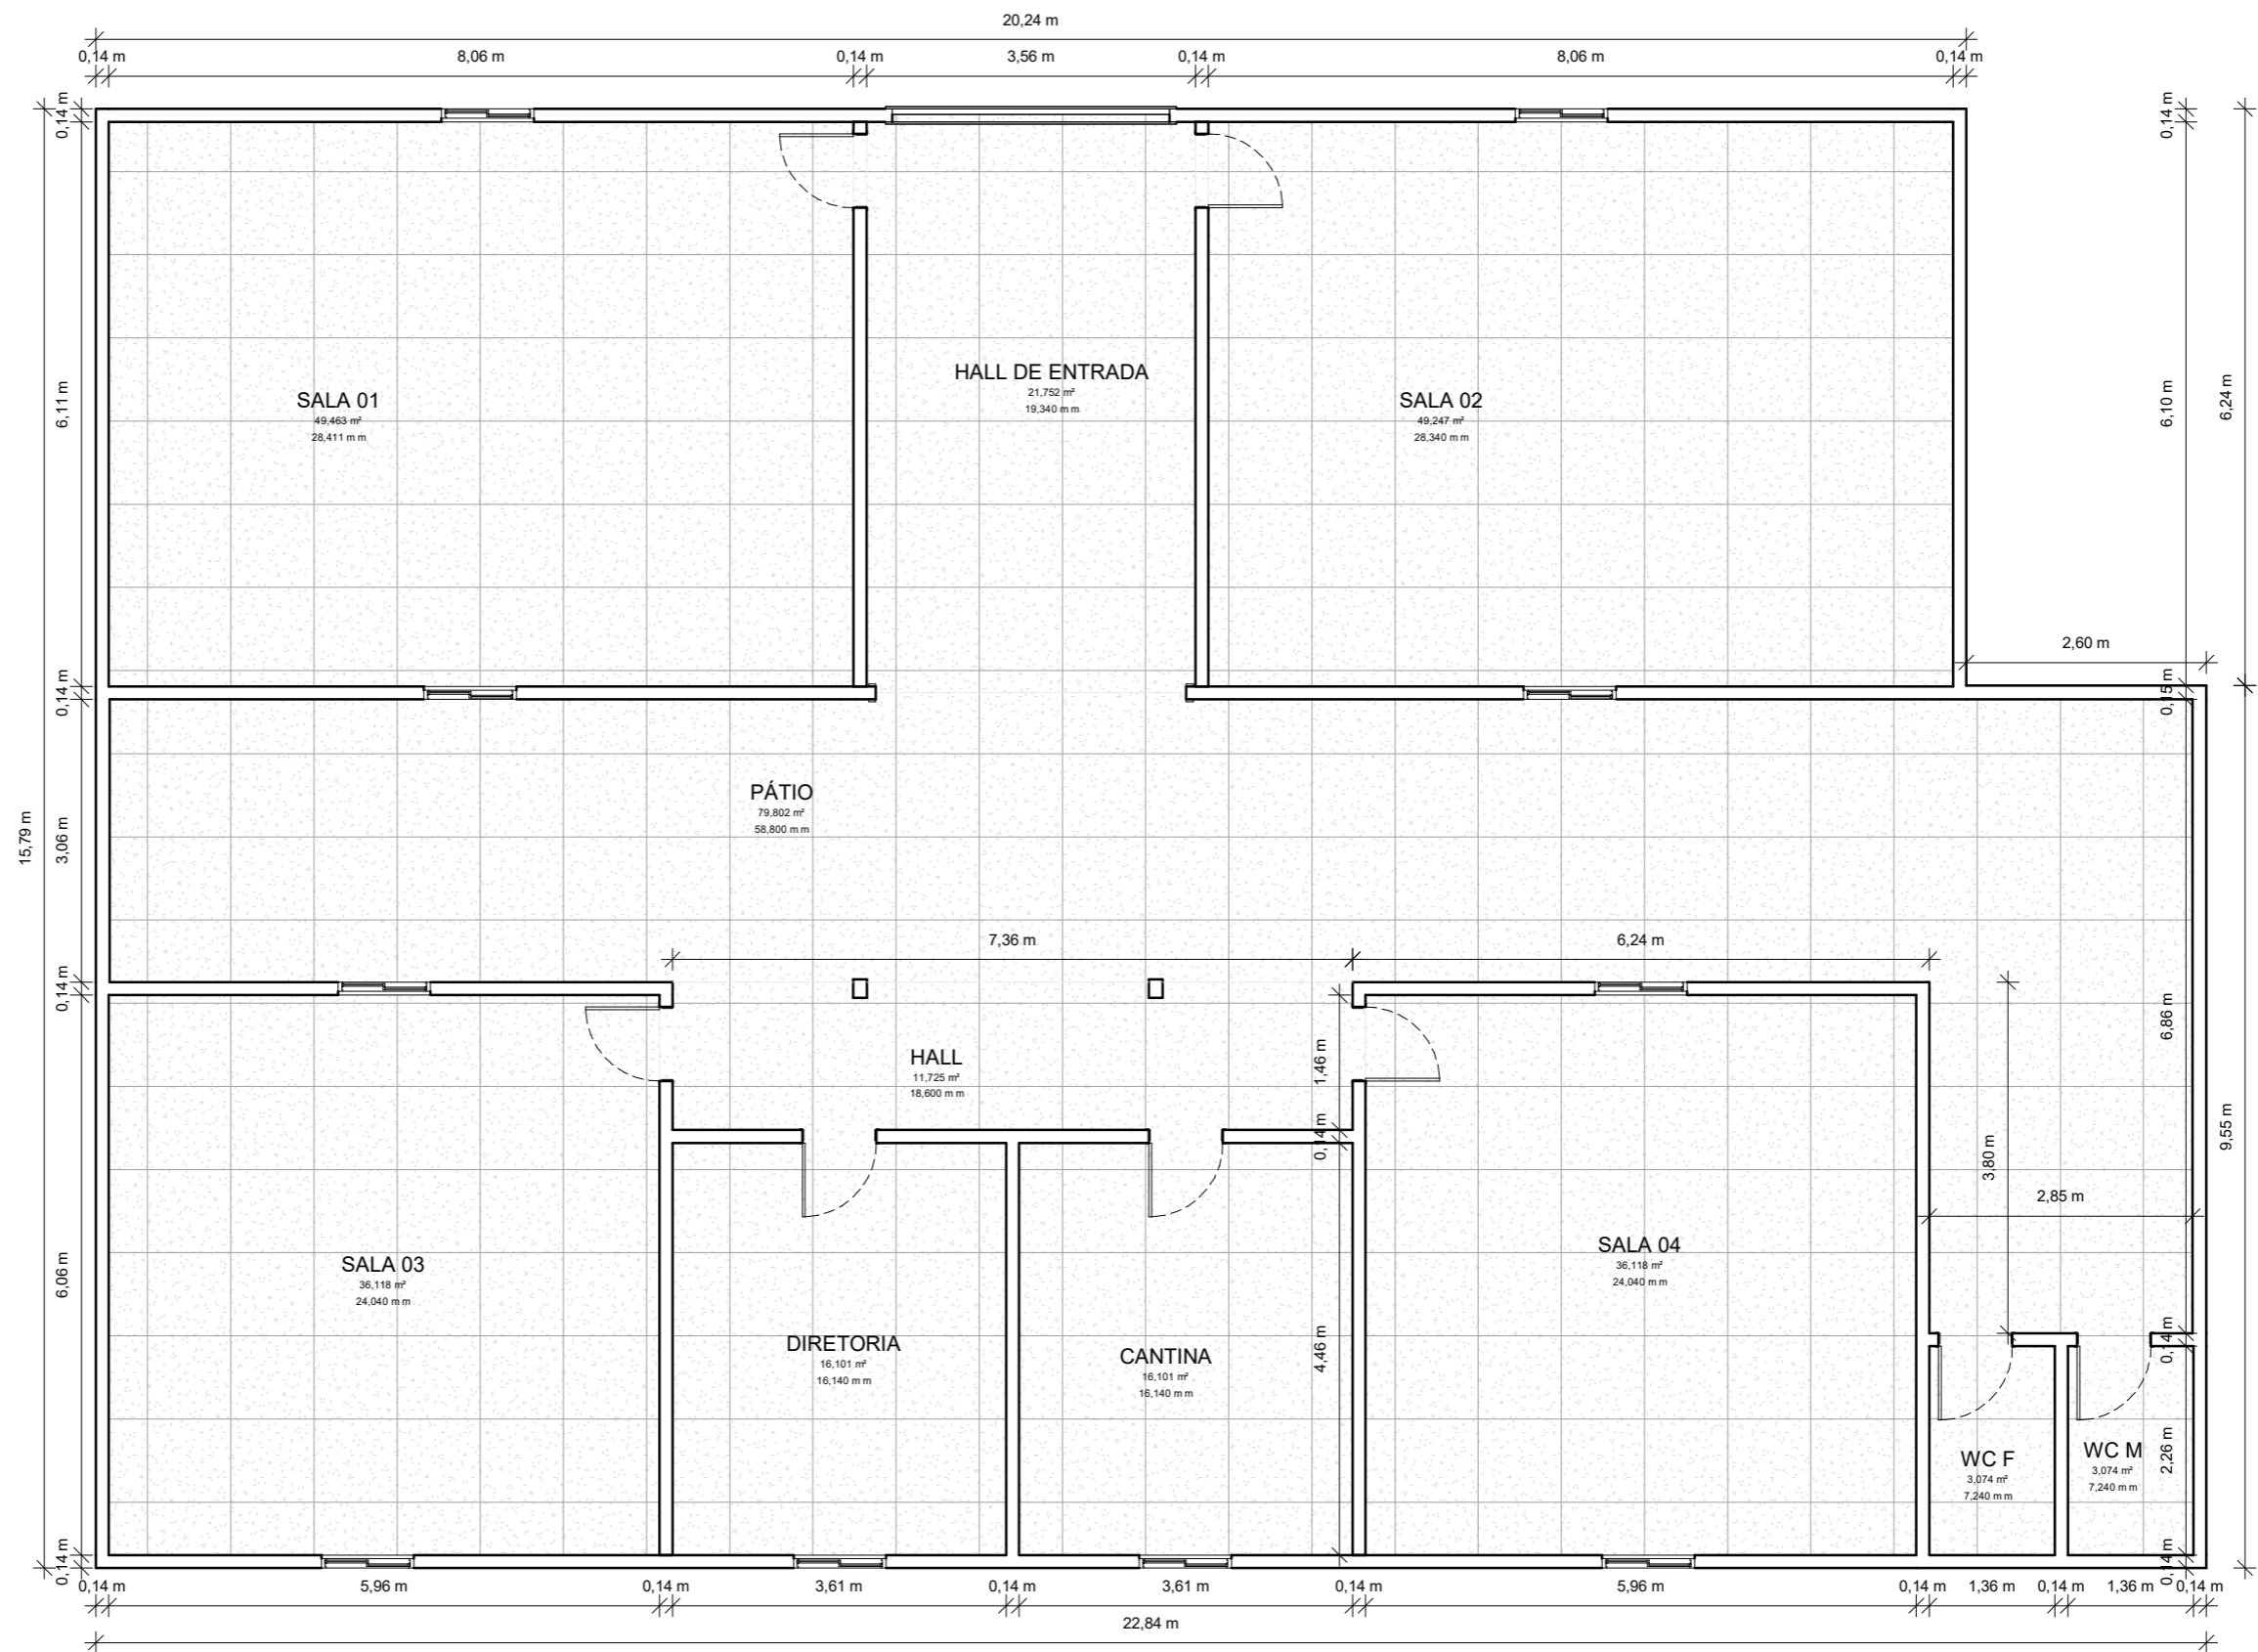 20,24 m
0,14 m 8,06 m 0,14 m 3,56 m 0,14 m 8,06 m 0,14 m
0,14 m
0,14 m
HALL DE ENTRADA
21,752 m²
19,340 m m
SALA 01
49,463 m²
28,411 m m
SALA 02
49,247 m²
28,340 m m
6,11 m
6,10 m
6,24 m
2,60 m
0,14 m
0,15 m
PÁTIO
79,802 m²
58,800 m m
15,79 m
3,06 m
7,36 m
6,24 m
0,14 m
6,86 m
HALL
11,725 m²
18,600 m m
1,46 m
0,14 m
9,55 m
3,80 m
2,85 m
SALA 03
36,118 m²
24,040 m m
SALA 04
36,118 m²
24,040 m m
6,06 m
DIRETORIA
16,101 m²
16,140 m m
CANTINA
16,101 m²
16,140 m m
4,46 m
0,14 m
WC F
3,074 m²
7,240 m m
WC M
3,074 m²
7,240 m m
2,26 m
0,14 m
0,14 m
0,14 m 5,96 m 0,14 m 3,61 m 0,14 m 3,61 m 0,14 m 5,96 m 0,14 m 1,36 m 0,14 m 1,36 m 0,14 m
22,84 m